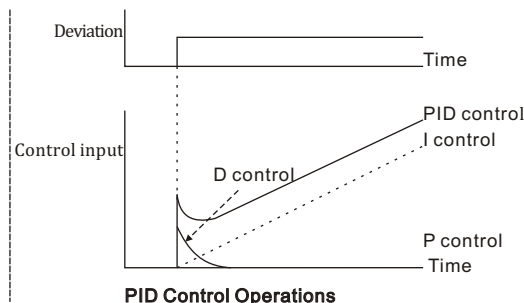 Deviation
Time
PID control
I control
Control input
D control
P control
Time
PID Control Operations